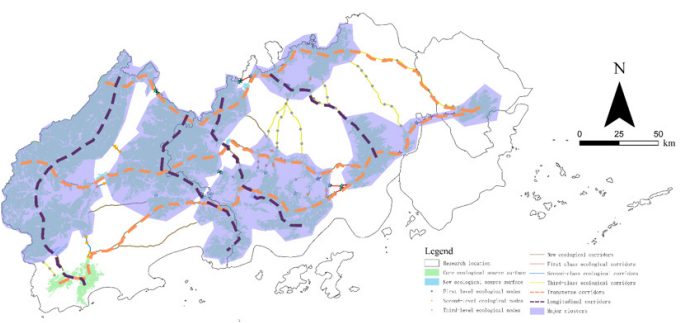 N
0 25 50
km
Legend
Research location
Core ecological source surface
New ecological source surface
First-level ecological nodes
Second-level ecological nodes
Third-level ecological nodes
New ecological corridors
First-class ecological corridors
Second-class ecological corridors
Third-class ecological corridors
Transverse corridors
Longitudinal corridors
Major clusters